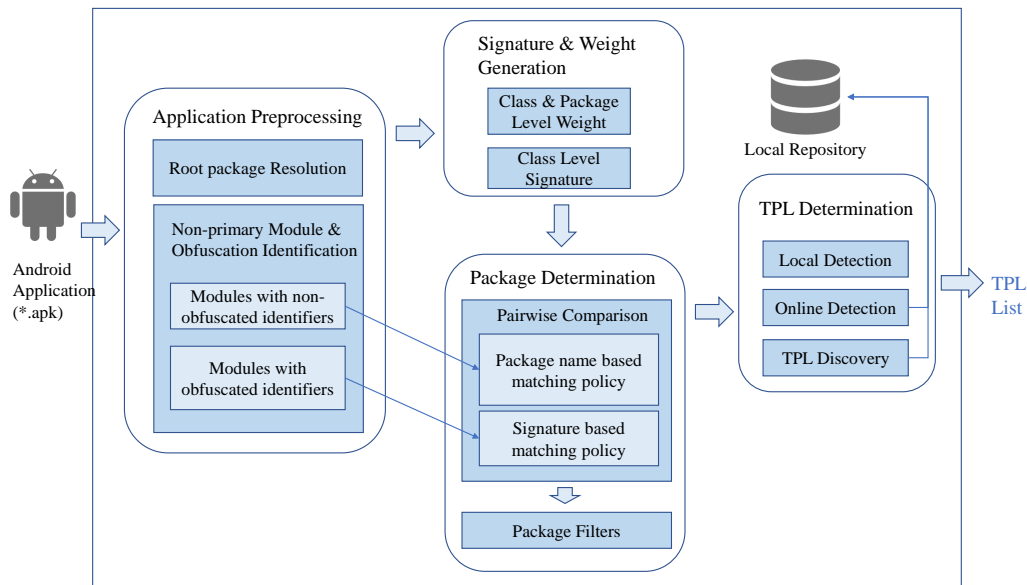 Android
Application
(*.apk)
Application Preprocessing
Root package Resolution
Non-primary Module &
Obfuscation Identification
Modules with non-
obfuscated identifiers
Modules with
obfuscated identifiers
Signature & Weight
Generation
Class & Package
Level Weight
Class Level
Signature
Package Determination
Pairwise Comparison
Package name based
matching policy
Signature based
matching policy
Package Filters
Local Repository
TPL Determination
Local Detection
Online Detection
TPL Discovery
TPL
List